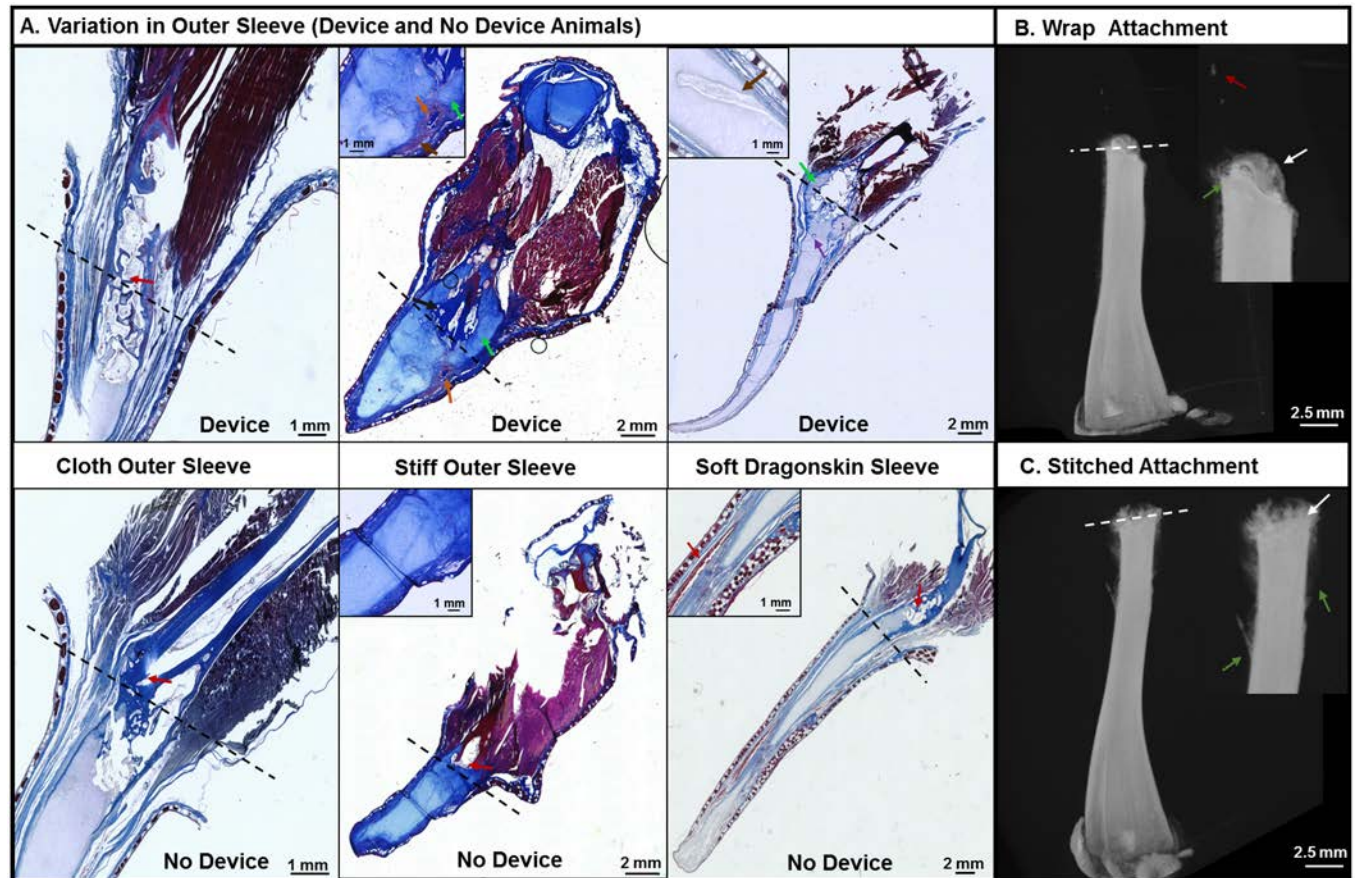 A. Variation in Outer Sleeve (Device and No Device Animals)
B. Wrap Attachment
1 mm
1 mm
Device
1 mm
Device
2 mm
Device
2 mm
2.5 mm
Cloth Outer Sleeve
Stiff Outer Sleeve
Soft Dragonskin Sleeve
C. Stitched Attachment
1 mm
1 mm
No Device
1 mm
No Device
2 mm
No Device
2 mm
2.5 mm